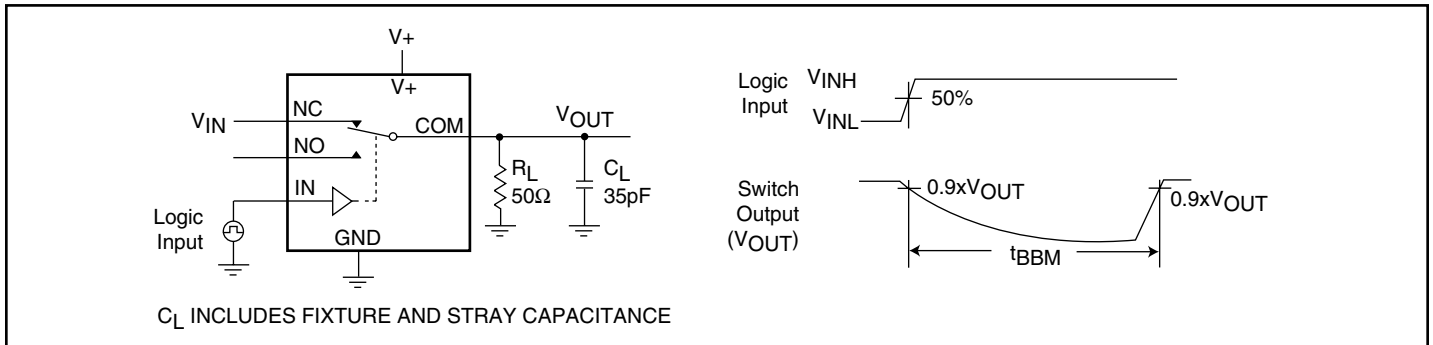 V+
V+
VIN
NC
NO
IN
COM
VOUT
RL
50Ω
CL
35pF
Logic
Input
GND
CL INCLUDES FIXTURE AND STRAY CAPACITANCE
Logic
Input
VINH
VINL
50%
Switch
Output
(VOUT)
0.9xVOUT
0.9xVOUT
tBBM